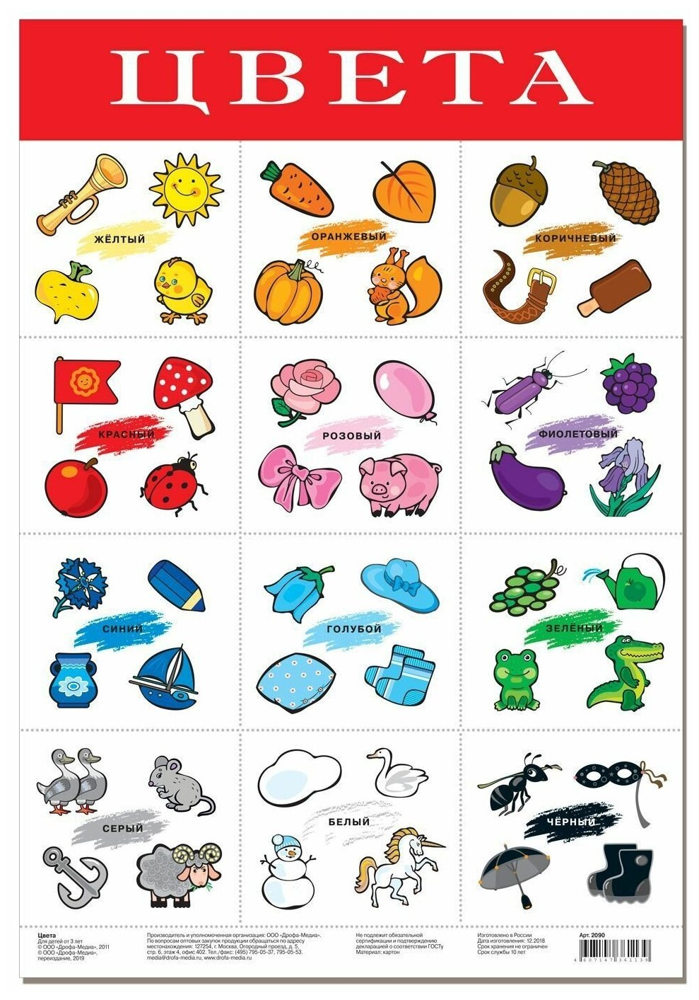 ЦВЕТА
ЖЁЛТЫЙ
ОРАНЖЕВЫЙ
КОРИЧНЕВЫЙ
КРАСНЫЙ
РОЗОВЫЙ
ФИОЛЕТОВЫЙ
СИНИЙ
ГОЛУБОЙ
ЗЕЛЁНЫЙ
СЕРЫЙ
БЕЛЫЙ
ЧЁРНЫЙ
Цвета
Для детей от 3 лет
© ООО «Дрофа-Медиа», 2011
© ООО «Дрофа-Медиа»,
переиздание, 2019
Производитель и уполномоченная организация: ООО «Дрофа-Медиа».
По вопросам оптовых закупок продукции обращаться по адресу
местонахождения: 127254, г. Москва, Огородный проезд, д. 5,
стр. 6, этаж 4, офис 402. Тел./факс: (495) 795-05-37, 795-05-53.
media@drofa-media.ru, www.drofa-media.ru
Не подлежит обязательной
сертификации и подтверждению
декларацией о соответствии ГОСТу
Материал: картон
Изготовлено в России
Дата изготовления: 12.2018
Срок хранения не ограничен
Срок службы 10 лет
Арт. 2090
4 607147 361139